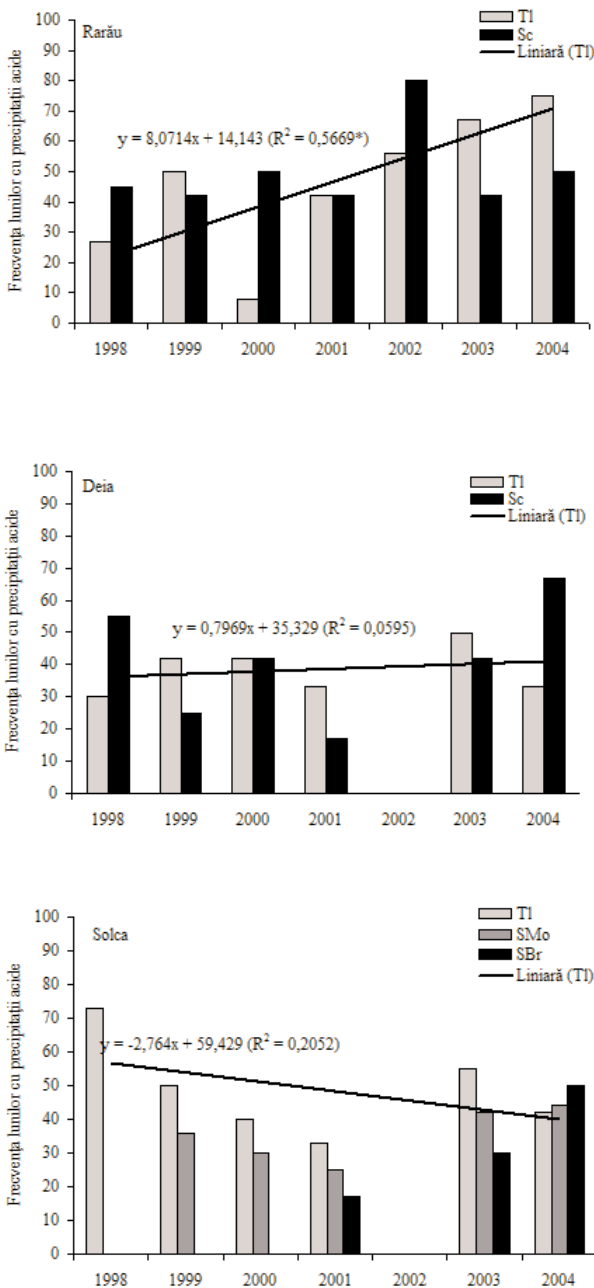 Rarău
Tl
Sc
Liniară (Tl)
y = 8,0714x + 14,143 (R² = 0,5669*)
Frecvența lunilor cu precipitații acide
100
90
80
70
60
50
40
30
20
10
0
1998 1999 2000 2001 2002 2003 2004
Deia
Tl
Sc
Liniară (Tl)
y = 0,7969x + 35,329 (R² = 0,0595)
Frecvența lunilor cu precipitații acide
100
90
80
70
60
50
40
30
20
10
0
1998 1999 2000 2001 2002 2003 2004
Solca
Tl
SMo
SBr
Liniară (Tl)
y = -2,764x + 59,429 (R² = 0,2052)
Frecvența lunilor cu precipitații acide
100
90
80
70
60
50
40
30
20
10
0
1998 1999 2000 2001 2002 2003 2004